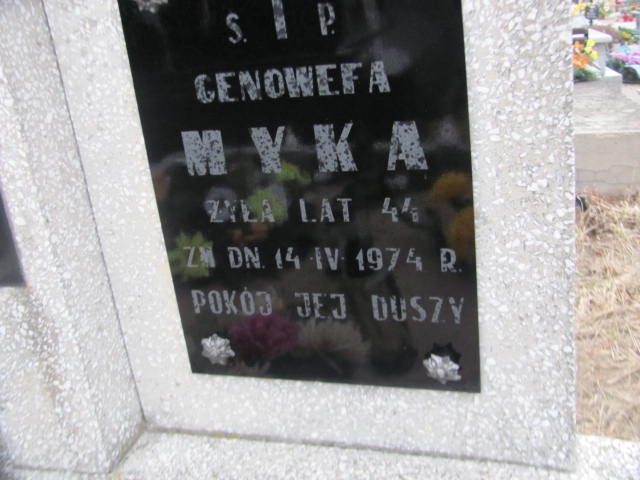 Ś. P.
GENOWEFA
MYKA
ŻYŁA LAT 44
ZM DN. 14 IV 1974 R.
POKÓJ JEJ DUSZY